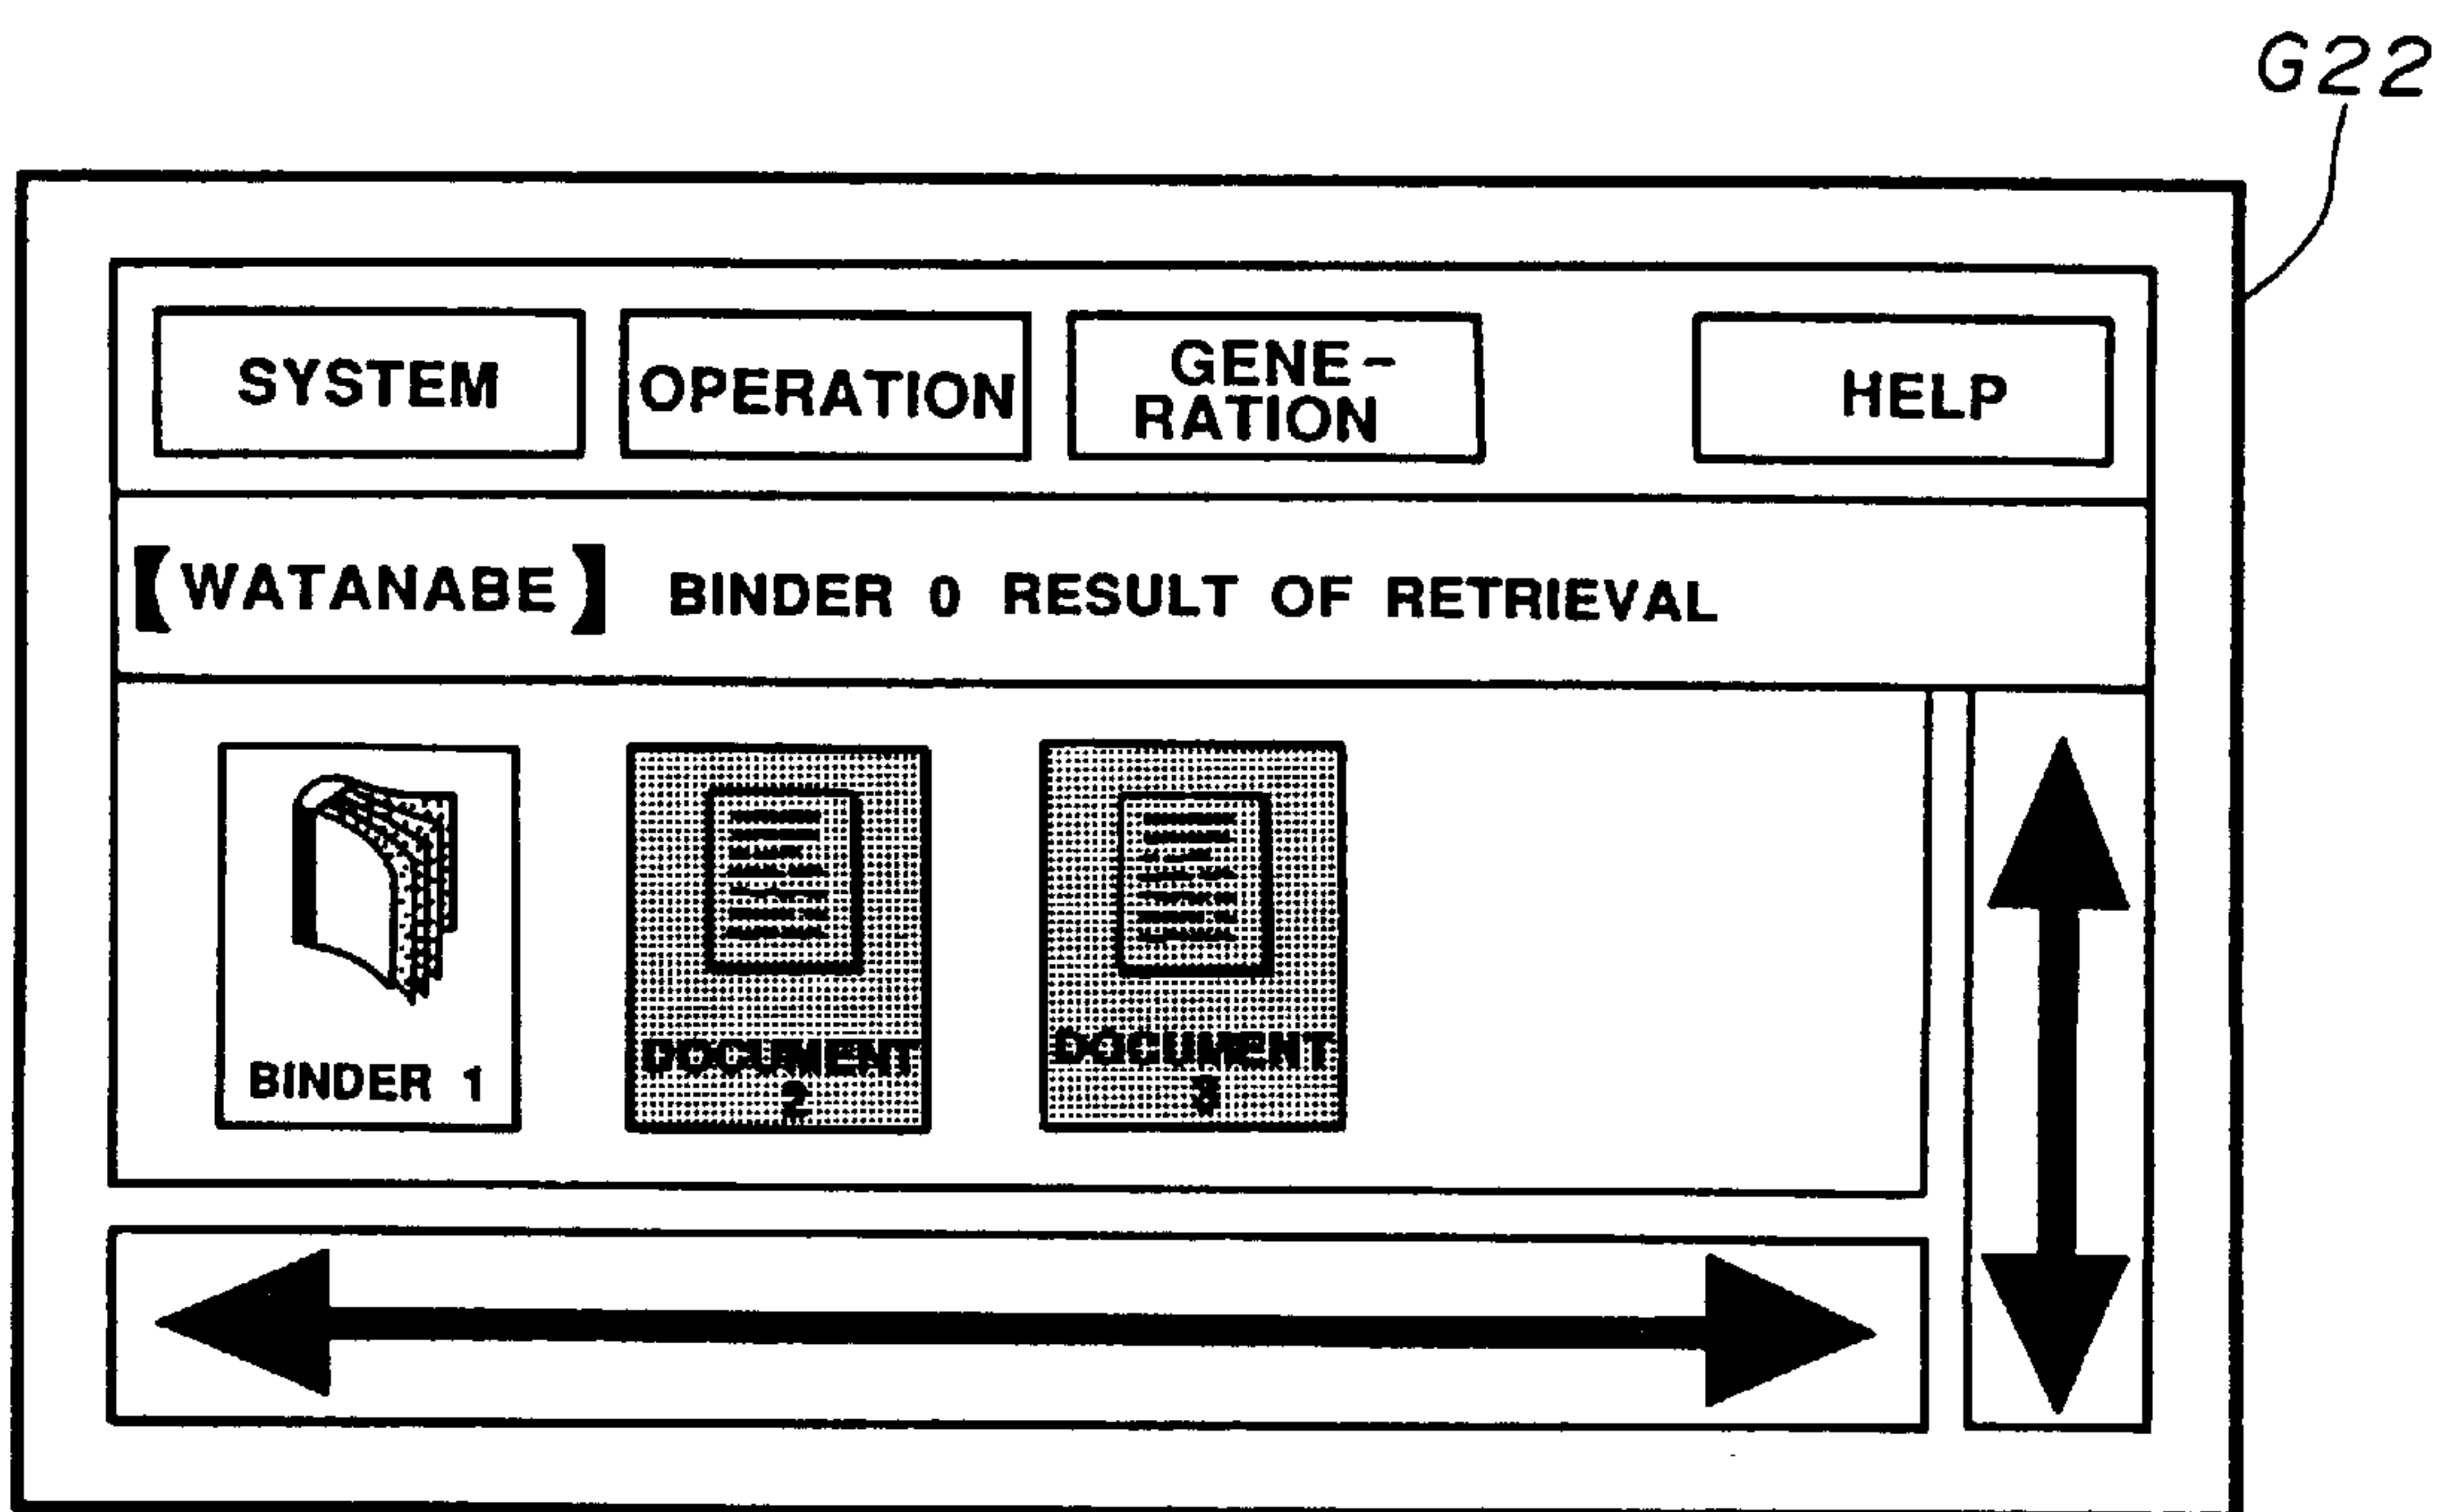 G22
SYSTEM
OPERATION
GENE-
RATION
HELP
【WATANABE】 BINDER 0 RESULT OF RETRIEVAL
BINDER 1
DOCUMENT
2
DOCUMENT
3